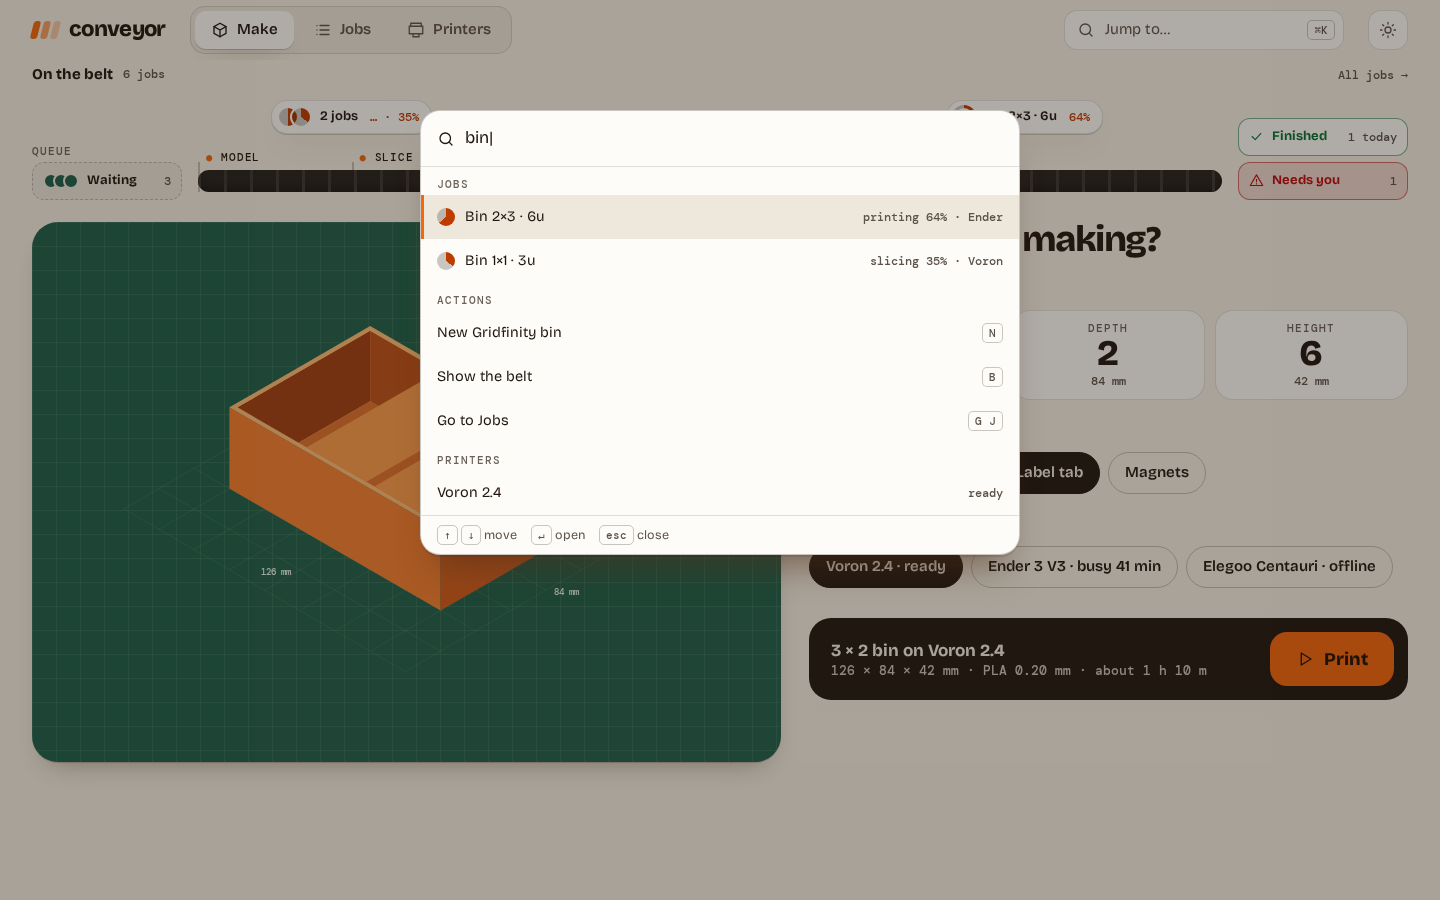 conveyor
Make
Jobs
Printers
Jump to...
⌘K
On the belt 6 jobs
All jobs →
2 jobs … · 35%
2×3 · 6u 64%
Finished 1 today
QUEUE
MODEL
SLICE
Waiting 3
Needs you 1
bin
JOBS
Bin 2×3 · 6u printing 64% · Ender
Bin 1×1 · 3u slicing 35% · Voron
ACTIONS
New Gridfinity bin N
Show the belt B
Go to Jobs G J
PRINTERS
Voron 2.4 ready
↑ ↓ move ↵ open esc close
making?
DEPTH
2
84 mm
HEIGHT
6
42 mm
Label tab
Magnets
Voron 2.4 · ready
Ender 3 V3 · busy 41 min
Elegoo Centauri · offline
126 mm
84 mm
3 × 2 bin on Voron 2.4
126 × 84 × 42 mm · PLA 0.20 mm · about 1 h 10 m
Print